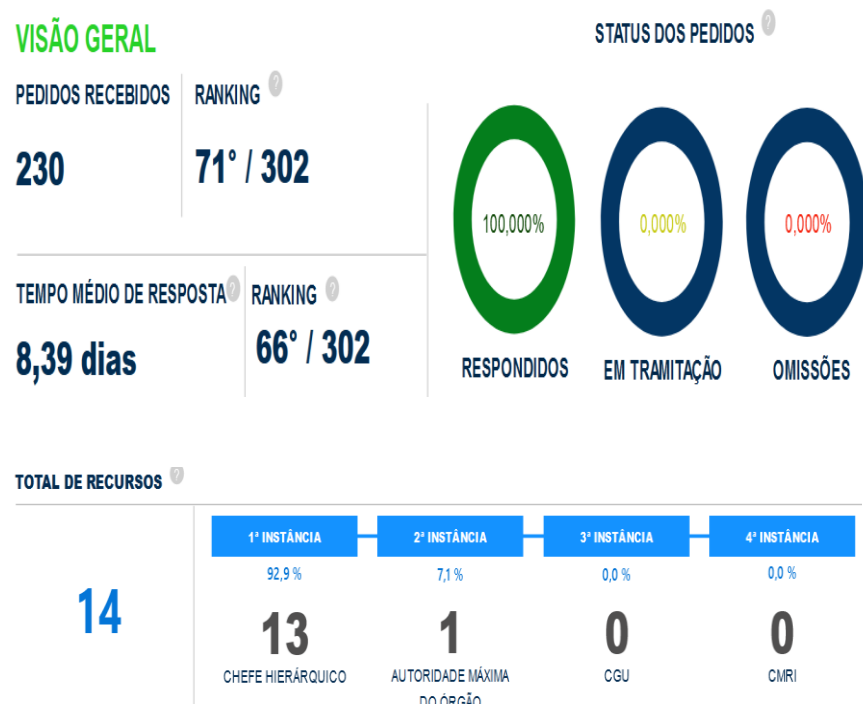 VISÃO GERAL
PEDIDOS RECEBIDOS
230
RANKING ?
71° / 302
TEMPO MÉDIO DE RESPOSTA ?
8,39 dias
RANKING ?
66° / 302
STATUS DOS PEDIDOS ?
100,000%
RESPONDIDOS
0,000%
EM TRAMITAÇÃO
0,000%
OMISSÕES
TOTAL DE RECURSOS ?
14
1ª INSTÂNCIA
92,9 %
13
CHEFE HIERÁRQUICO
2ª INSTÂNCIA
7,1 %
1
AUTORIDADE MÁXIMA
DO ÓRGÃO
3ª INSTÂNCIA
0,0 %
0
CGU
4ª INSTÂNCIA
0,0 %
0
CMRI